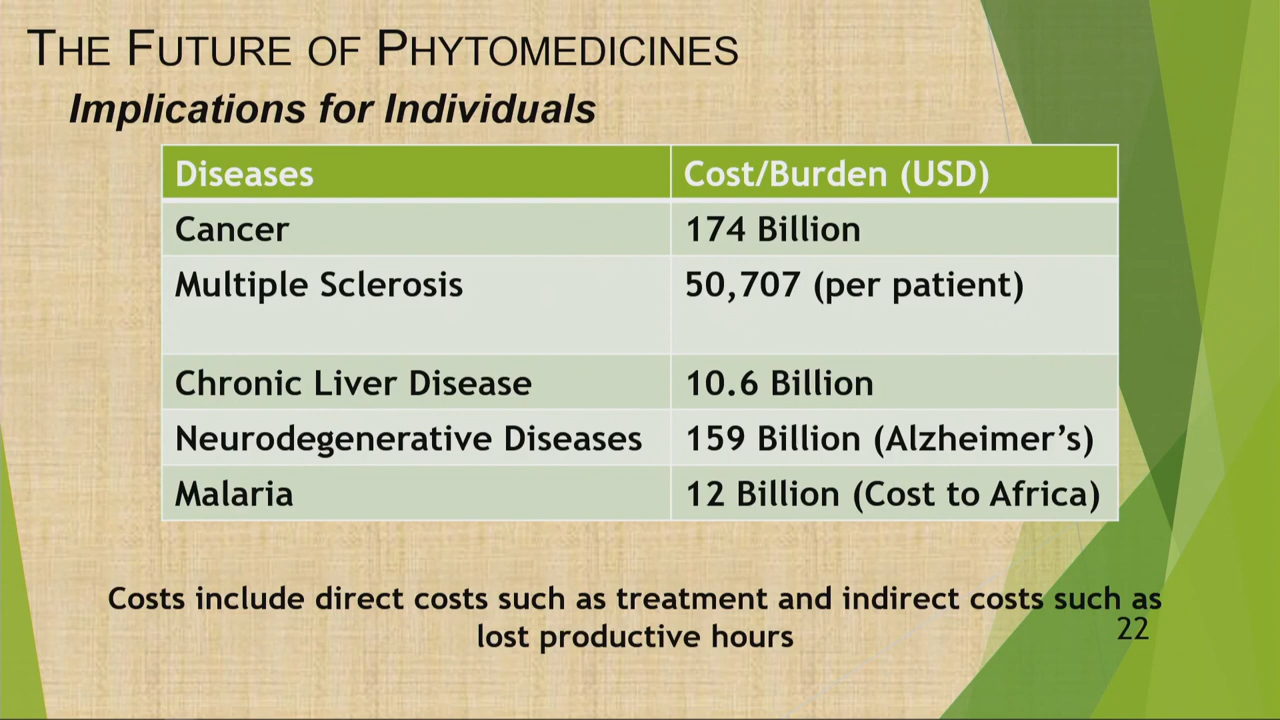 THE FUTURE OF PHYTOMEDICINES
Implications for Individuals
Diseases Cost/Burden (USD)
Cancer 174 Billion
Multiple Sclerosis 50,707 (per patient)
Chronic Liver Disease 10.6 Billion
Neurodegenerative Diseases 159 Billion (Alzheimer’s)
Malaria 12 Billion (Cost to Africa)
Costs include direct costs such as treatment and indirect costs such as
lost productive hours
22